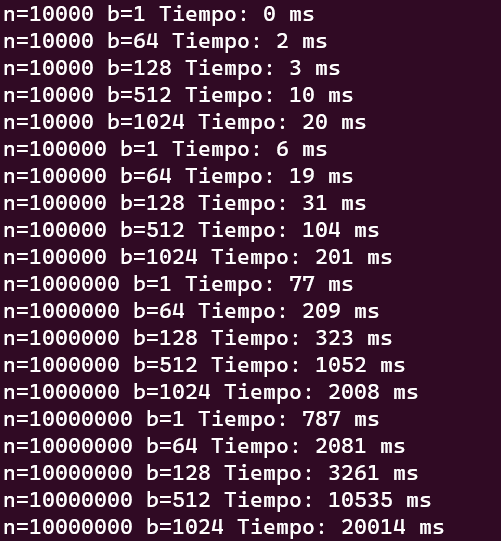 n=10000 b=1 Tiempo: 0 ms
n=10000 b=64 Tiempo: 2 ms
n=10000 b=128 Tiempo: 3 ms
n=10000 b=512 Tiempo: 10 ms
n=10000 b=1024 Tiempo: 20 ms
n=100000 b=1 Tiempo: 6 ms
n=100000 b=64 Tiempo: 19 ms
n=100000 b=128 Tiempo: 31 ms
n=100000 b=512 Tiempo: 104 ms
n=100000 b=1024 Tiempo: 201 ms
n=1000000 b=1 Tiempo: 77 ms
n=1000000 b=64 Tiempo: 209 ms
n=1000000 b=128 Tiempo: 323 ms
n=1000000 b=512 Tiempo: 1052 ms
n=1000000 b=1024 Tiempo: 2008 ms
n=10000000 b=1 Tiempo: 787 ms
n=10000000 b=64 Tiempo: 2081 ms
n=10000000 b=128 Tiempo: 3261 ms
n=10000000 b=512 Tiempo: 10535 ms
n=10000000 b=1024 Tiempo: 20014 ms